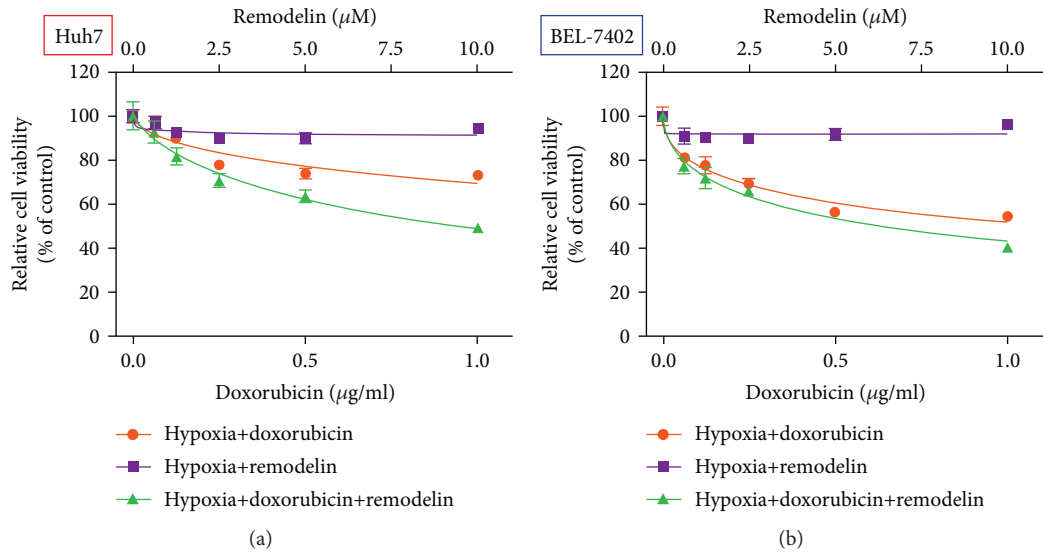 Remodelin (μM)
Huh7
0.0 2.5 5.0 7.5 10.0
120
100
80
60
40
20
0
Relative cell viability
(% of control)
0.0 0.5 1.0
Doxorubicin (μg/ml)
Hypoxia+doxorubicin
Hypoxia+remodelin
Hypoxia+doxorubicin+remodelin
(a)
Remodelin (μM)
BEL-7402
0.0 2.5 5.0 7.5 10.0
120
100
80
60
40
20
0
Relative cell viability
(% of control)
0.0 0.5 1.0
Doxorubicin (μg/ml)
Hypoxia+doxorubicin
Hypoxia+remodelin
Hypoxia+doxorubicin+remodelin
(b)